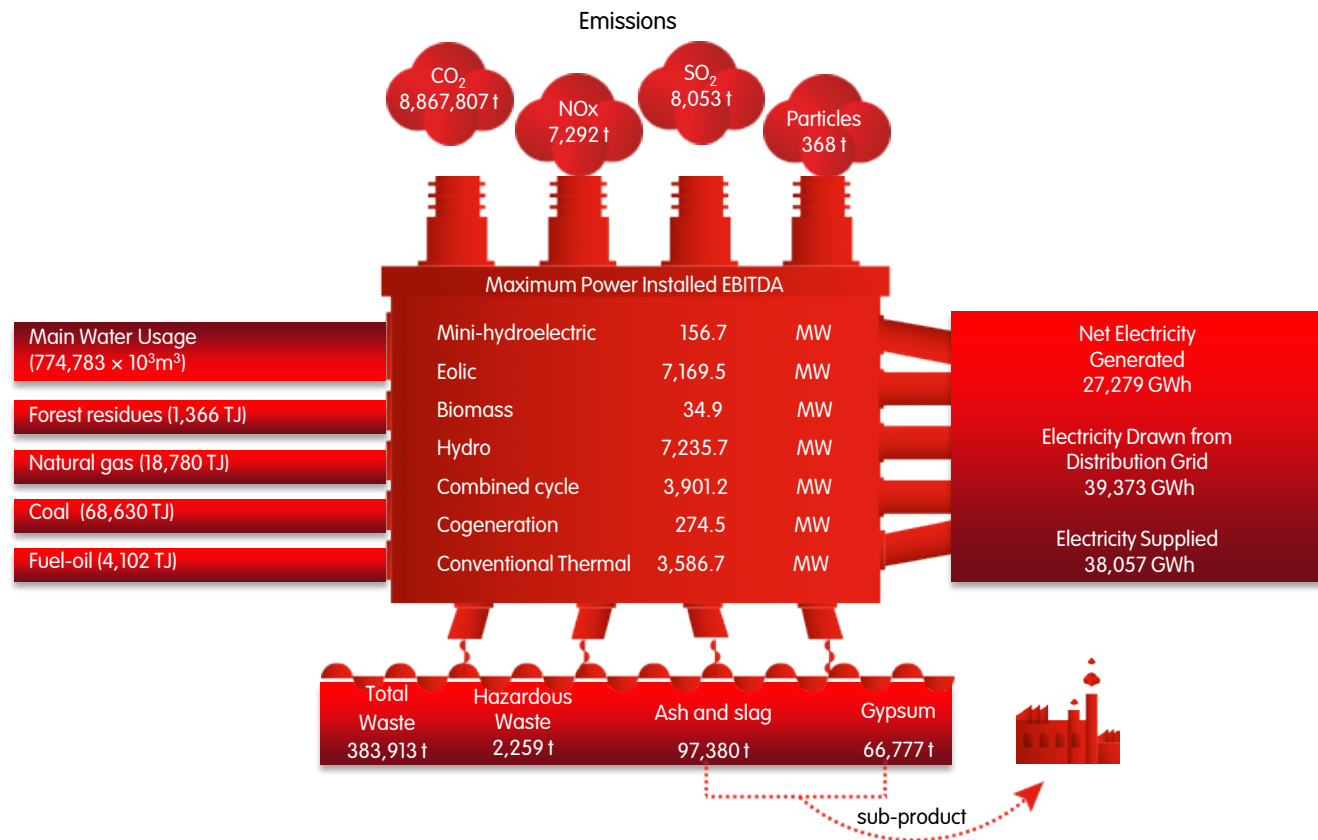 Emissions
CO₂
8,867,807 t
NOx
7,292 t
SO₂
8,053 t
Particles
368 t
Maximum Power Installed EBITDA
Mini-hydroelectric 156.7 MW
Eolic 7,169.5 MW
Biomass 34.9 MW
Hydro 7,235.7 MW
Combined cycle 3,901.2 MW
Cogeneration 274.5 MW
Conventional Thermal 3,586.7 MW
Main Water Usage
(774,783 × 10³m³)
Forest residues (1,366 TJ)
Natural gas (18,780 TJ)
Coal (68,630 TJ)
Fuel-oil (4,102 TJ)
Net Electricity
Generated
27,279 GWh
Electricity Drawn from
Distribution Grid
39,373 GWh
Electricity Supplied
38,057 GWh
Total
Waste
383,913 t
Hazardous
Waste
2,259 t
Ash and slag
97,380 t
Gypsum
66,777 t
sub-product